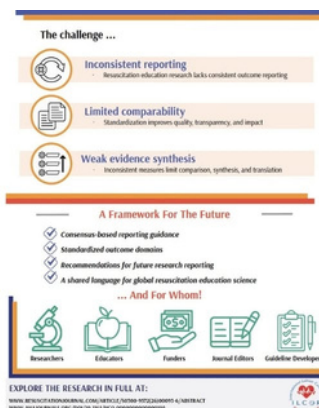 The challenge ...
Inconsistent reporting
· Resuscitation education research lacks consistent outcome reporting
Limited comparability
· Standardization improves quality, transparency, and impact
Weak evidence synthesis
· Inconsistent measures limit comparison, synthesis, and translation
A Framework For The Future
Consensus-based reporting guidance
Standardized outcome domains
Recommendations for future research reporting
A shared language for global resuscitation education science
... And For Whom!
Researchers
Educators
Funders
Journal Editors
Guideline Develope
EXPLORE THE RESEARCH IN FULL AT:
ILCOR